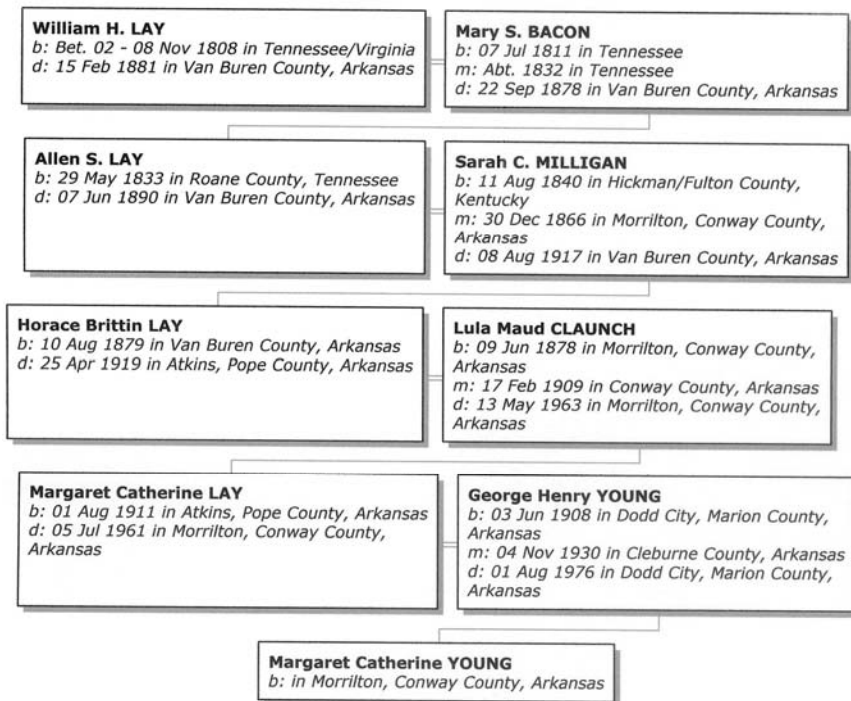 William H. LAY
b: Bet. 02 - 08 Nov 1808 in Tennessee/Virginia
d: 15 Feb 1881 in Van Buren County, Arkansas
Mary S. BACON
b: 07 Jul 1811 in Tennessee
m: Abt. 1832 in Tennessee
d: 22 Sep 1878 in Van Buren County, Arkansas
Allen S. LAY
b: 29 May 1833 in Roane County, Tennessee
d: 07 Jun 1890 in Van Buren County, Arkansas
Sarah C. MILLIGAN
b: 11 Aug 1840 in Hickman/Fulton County,
Kentucky
m: 30 Dec 1866 in Morrilton, Conway County,
Arkansas
d: 08 Aug 1917 in Van Buren County, Arkansas
Horace Brittin LAY
b: 10 Aug 1879 in Van Buren County, Arkansas
d: 25 Apr 1919 in Atkins, Pope County, Arkansas
Lula Maud CLAUNCH
b: 09 Jun 1878 in Morrilton, Conway County,
Arkansas
m: 17 Feb 1909 in Conway County, Arkansas
d: 13 May 1963 in Morrilton, Conway County,
Arkansas
Margaret Catherine LAY
b: 01 Aug 1911 in Atkins, Pope County, Arkansas
d: 05 Jul 1961 in Morrilton, Conway County,
Arkansas
George Henry YOUNG
b: 03 Jun 1908 in Dodd City, Marion County,
Arkansas
m: 04 Nov 1930 in Cleburne County, Arkansas
d: 01 Aug 1976 in Dodd City, Marion County,
Arkansas
Margaret Catherine YOUNG
b: in Morrilton, Conway County, Arkansas